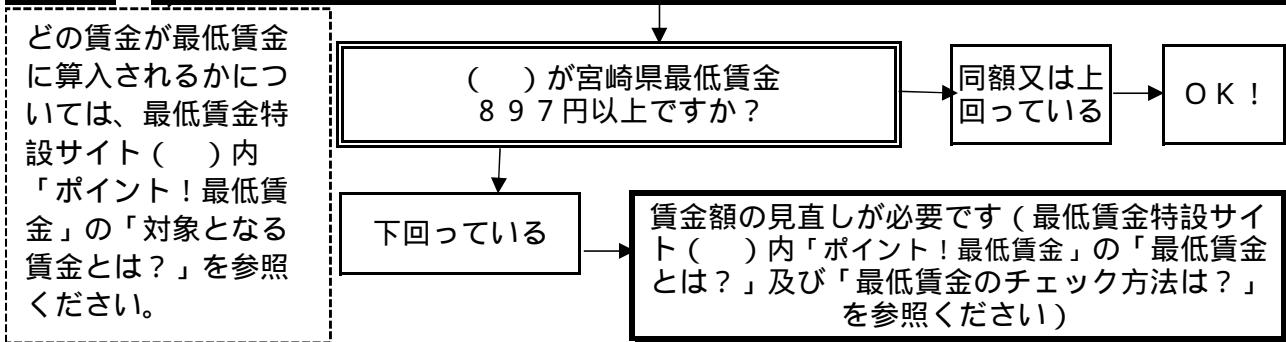 どの賃金が最低賃金
に算入されるかにつ
いては、最低賃金特
設サイト（　）内
「ポイント！最低賃
金」の「対象となる
賃金とは？」を参照
ください。
（　）が宮崎県最低賃金
８９７円以上ですか？
同額又は上
回っている
ＯＫ！
下回っている
賃金額の見直しが必要です（最低賃金特設サイ
ト（　）内「ポイント！最低賃金」の「最低賃金
とは？」及び「最低賃金のチェック方法は？」
を参照ください）